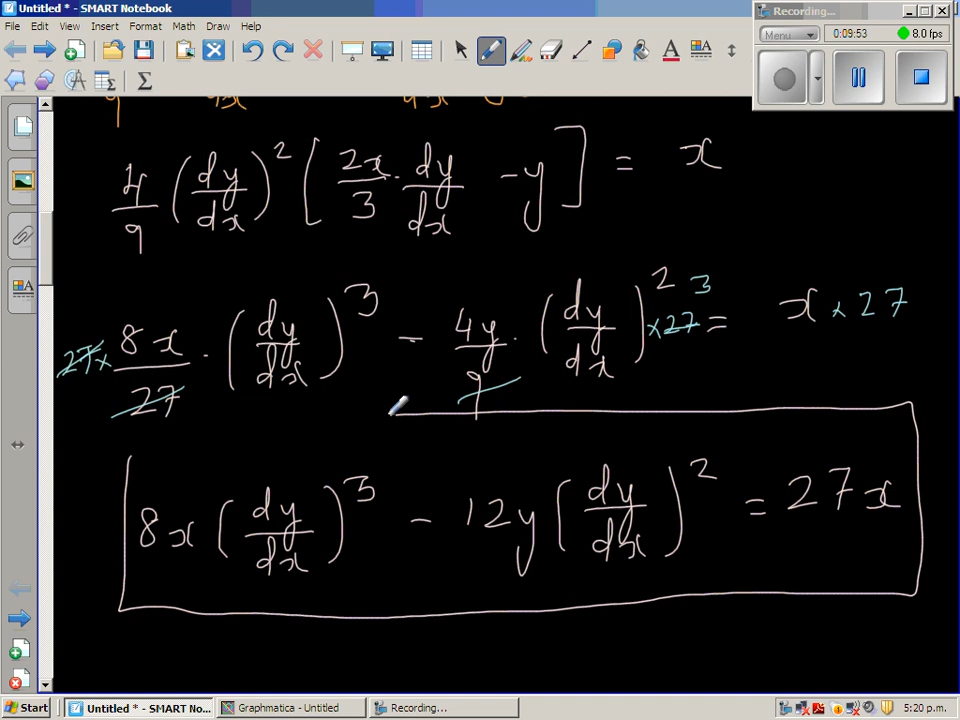 Untitled * - SMART Notebook
Recording...
File Edit View Insert Format Math Draw Help
Menu 0:09:53 8.0 fps
4/9 (dy/dx)² [2x/3 · dy/dx - y] = x
27× 8x/27 · (dy/dx)³ - 4y/9 · (dy/dx)² ×27 3 = x × 27
8x (dy/dx)³ - 12y (dy/dx)² = 27x
Start Untitled * - SMART No... Graphmatica - Untitled Recording... 5:20 p.m.